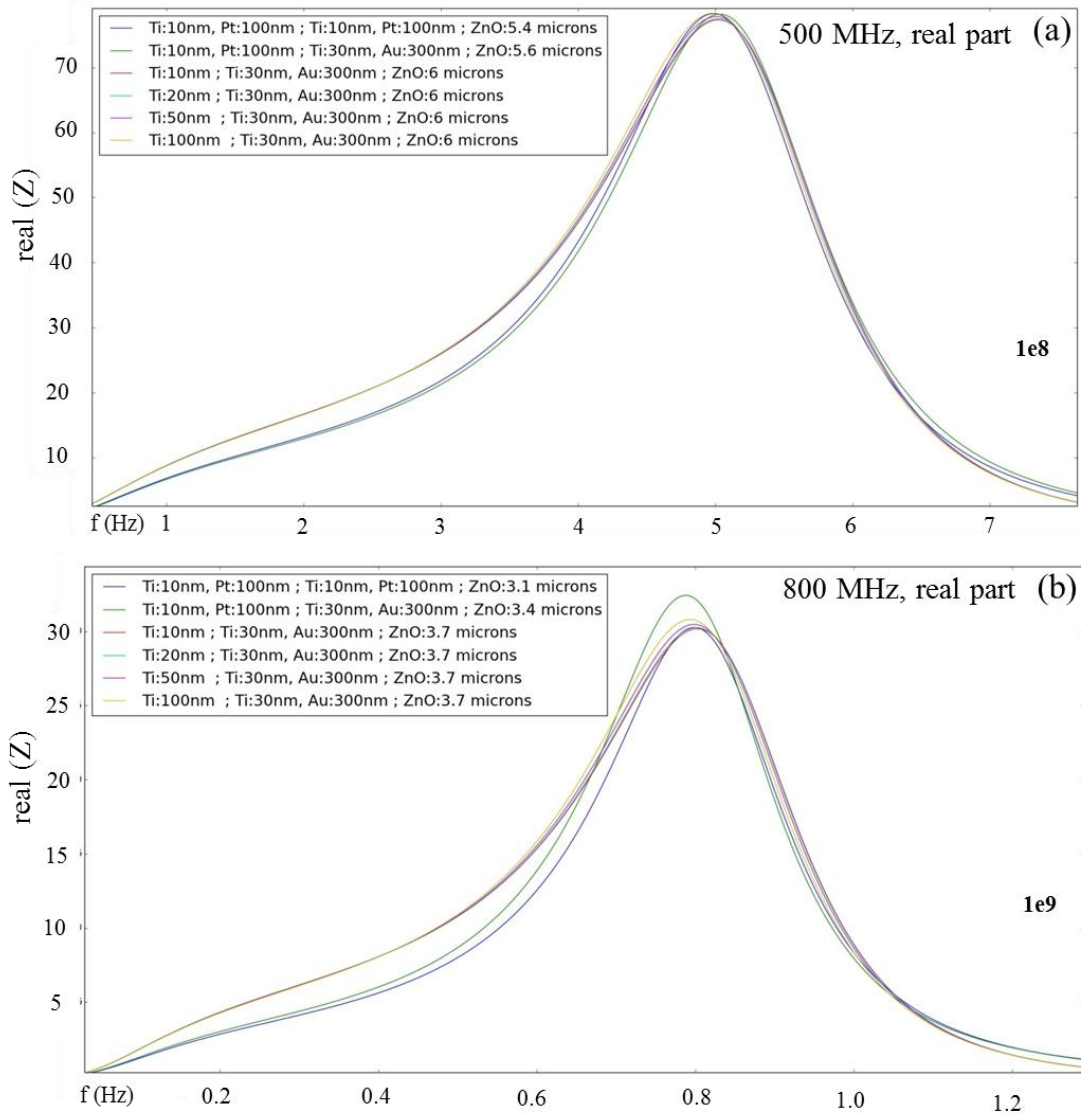 Ti:10nm, Pt:100nm ; Ti:10nm, Pt:100nm ; ZnO:5.4 microns
Ti:10nm, Pt:100nm ; Ti:30nm, Au:300nm ; ZnO:5.6 microns
Ti:10nm ; Ti:30nm, Au:300nm ; ZnO:6 microns
Ti:20nm ; Ti:30nm, Au:300nm ; ZnO:6 microns
Ti:50nm  ; Ti:30nm, Au:300nm ; ZnO:6 microns
Ti:100nm  ; Ti:30nm, Au:300nm ; ZnO:6 microns
500 MHz, real part (a)
real (Z)
70
60
50
40
30
20
10
1e8
f (Hz) 1 2 3 4 5 6 7
Ti:10nm, Pt:100nm ; Ti:10nm, Pt:100nm ; ZnO:3.1 microns
Ti:10nm, Pt:100nm ; Ti:30nm, Au:300nm ; ZnO:3.4 microns
Ti:10nm ; Ti:30nm, Au:300nm ; ZnO:3.7 microns
Ti:20nm ; Ti:30nm, Au:300nm ; ZnO:3.7 microns
Ti:50nm  ; Ti:30nm, Au:300nm ; ZnO:3.7 microns
Ti:100nm  ; Ti:30nm, Au:300nm ; ZnO:3.7 microns
800 MHz, real part (b)
real (Z)
30
25
20
15
10
5
1e9
f (Hz) 0.2 0.4 0.6 0.8 1.0 1.2